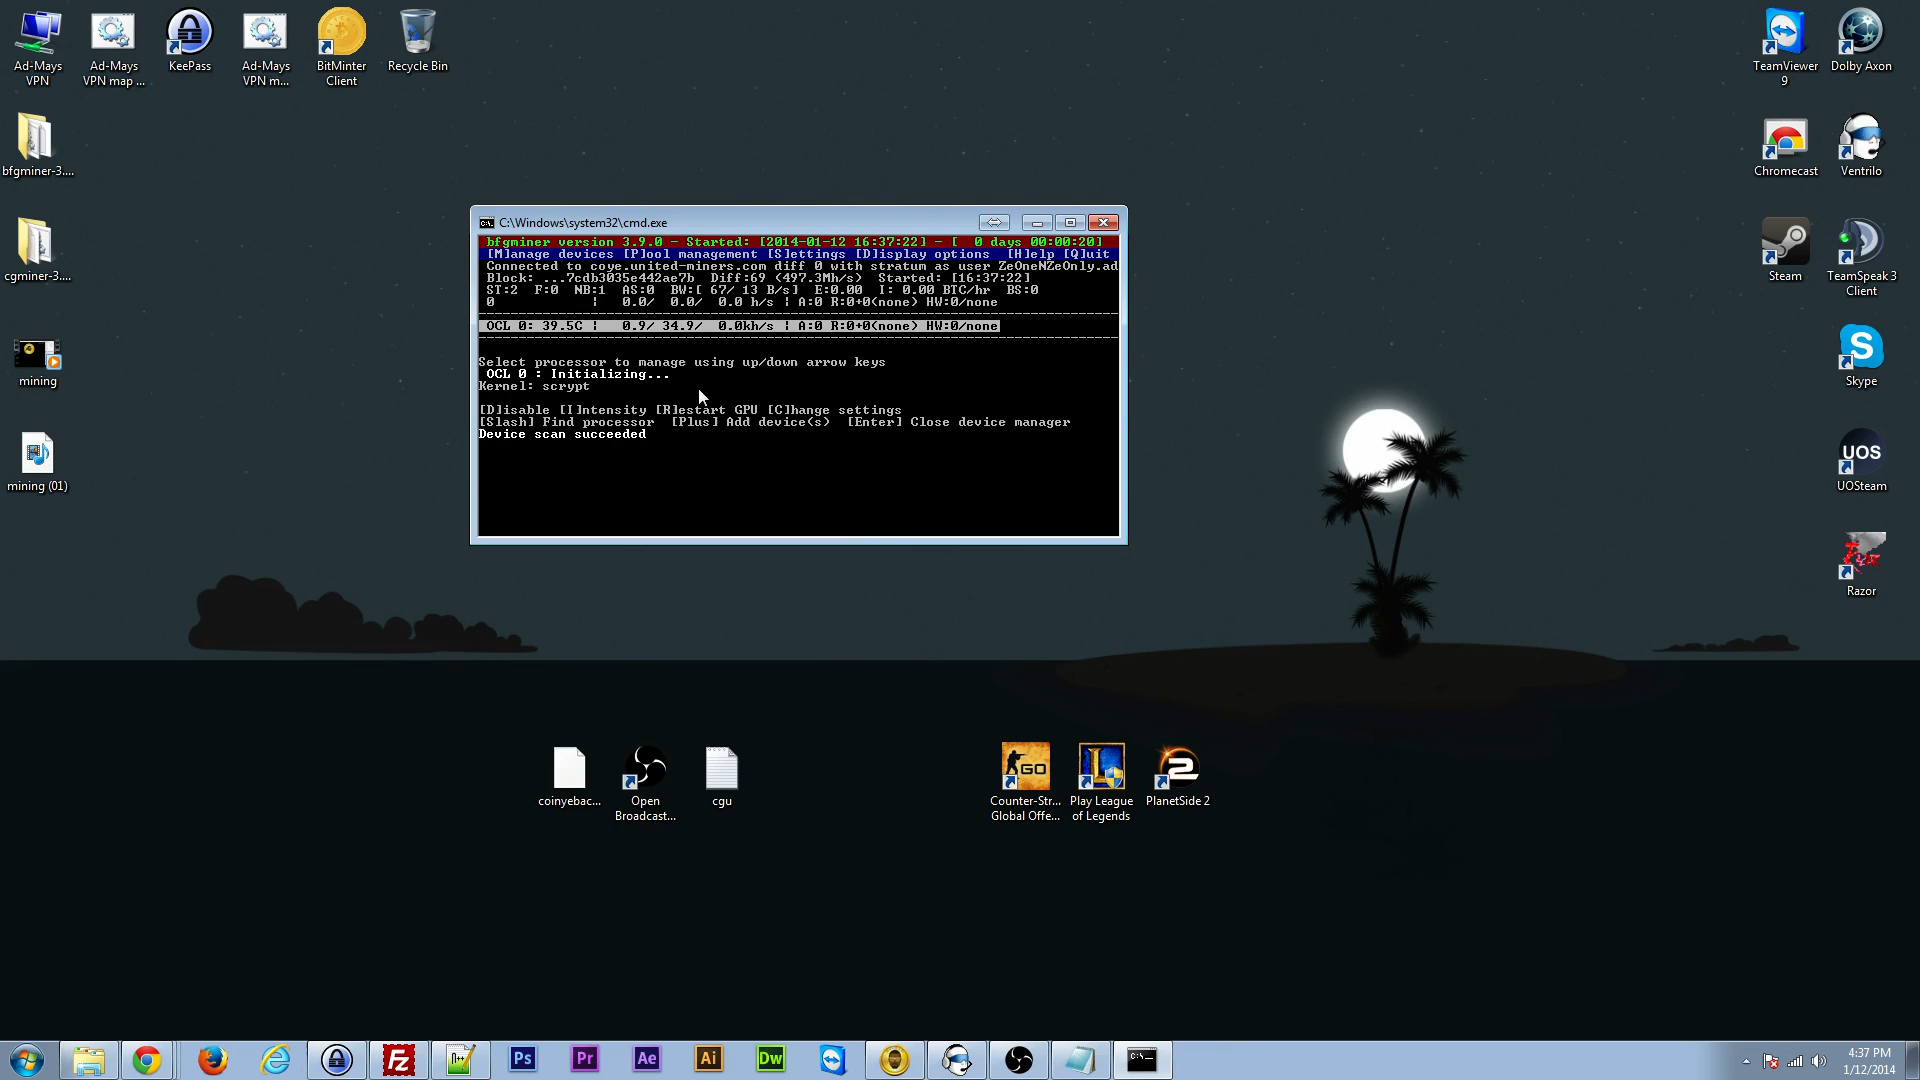 Ad-Mays
VPN
Ad-Mays
VPN map ...
KeePass
Ad-Mays
VPN m...
BitMinter
Client
Recycle Bin
TeamViewer
9
Dolby Axon
bfgminer-3....
Chromecast
Ventrilo
cgminer-3....
Steam
TeamSpeak 3
Client
mining
Skype
mining (01)
UOS
UOSteam
Razor
C:\Windows\system32\cmd.exe
bfgminer version 3.9.0 - Started: [2014-01-12 16:37:22] - [  0 days 00:00:20]
[M]anage devices [P]ool management [S]ettings [D]isplay options  [H]elp [Q]uit
Connected to coye.united-miners.com diff 0 with stratum as user ZeOneNZeOnly.ad
Block: ...7cdb3035e442ae7b  Diff:69 (497.3Mh/s)  Started: [16:37:22]
ST:2  F:0  NB:1  AS:0  BW:[ 67/ 13 B/s]  E:0.00  I: 0.00 BTC/hr  BS:0
0            |   0.0/  0.0/  0.0 h/s | A:0 R:0+0(none) HW:0/none
OCL 0: 39.5C |   0.9/ 34.9/  0.0kh/s | A:0 R:0+0(none) HW:0/none
Select processor to manage using up/down arrow keys
OCL 0 : Initializing...
Kernel: scrypt
[D]isable [I]ntensity [R]estart GPU [C]hange settings
[Slash] Find processor  [Plus] Add device(s)  [Enter] Close device manager
Device scan succeeded
coinyebac...
Open
Broadcast...
cgu
GO
Counter-Str...
Global Offe...
Play League
of Legends
2
PlanetSide 2
Fz
n++
Ps
Pr
Ae
Ai
Dw
4:37 PM
1/12/2014